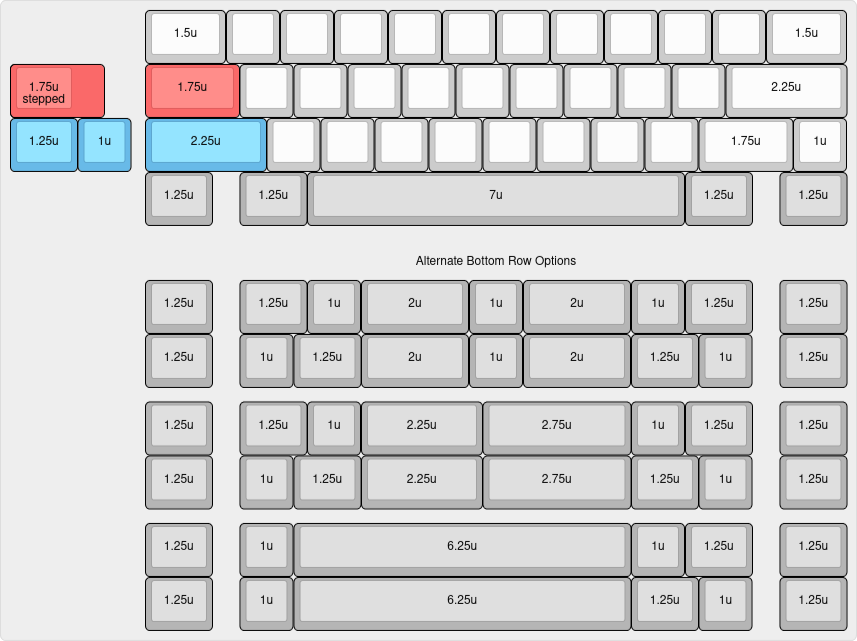 1.5u 1.5u
1.75u stepped 1.75u 2.25u
1.25u 1u 2.25u 1.75u 1u
1.25u 1.25u 7u 1.25u 1.25u
Alternate Bottom Row Options
1.25u 1.25u 1u 2u 1u 2u 1u 1.25u 1.25u
1.25u 1u 1.25u 2u 1u 2u 1.25u 1u 1.25u
1.25u 1.25u 1u 2.25u 2.75u 1u 1.25u 1.25u
1.25u 1u 1.25u 2.25u 2.75u 1.25u 1u 1.25u
1.25u 1u 6.25u 1u 1.25u 1.25u
1.25u 1u 6.25u 1.25u 1u 1.25u